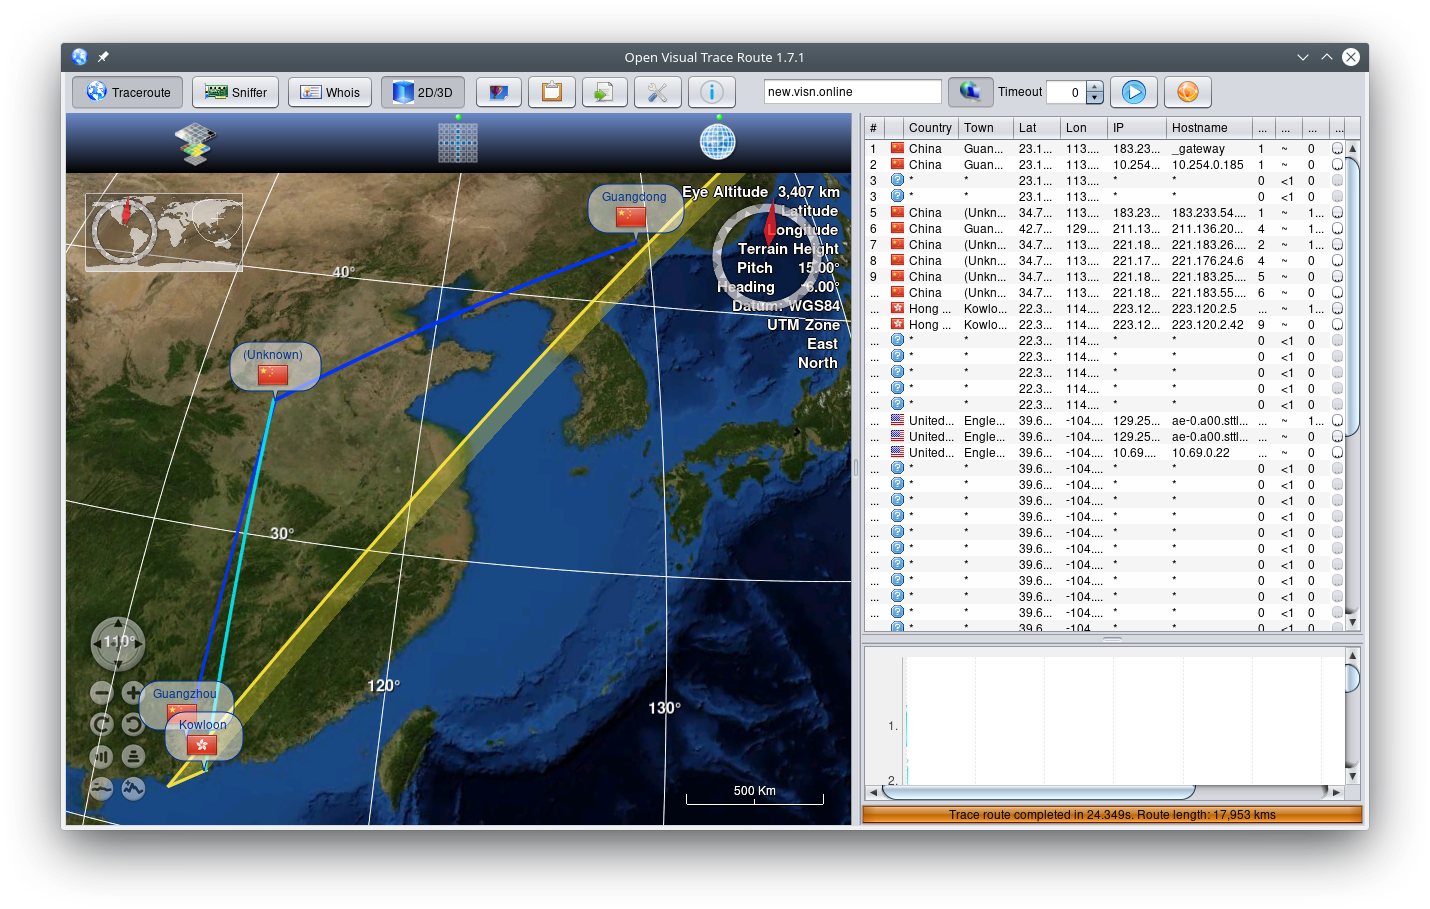 Open Visual Trace Route 1.7.1
Traceroute Sniffer Whois 2D/3D new.visn.online Timeout 0
Eye Altitude 3,407 km
Latitude
Longitude
Terrain Height
Pitch 15.00°
Heading -6.00°
Datum: WGS84
UTM Zone
East
North
Guangdong
40°
(Unknown)
30°
110°
120°
130°
Guangzhou
Kowloon
500 Km
# Country Town Lat Lon IP Hostname ... ... ... ...
1 China Guan... 23.1... 113.... 183.23... _gateway 1 ~ 0
2 China Guan... 23.1... 113.... 10.254... 10.254.0.185 1 ~ 0
3 * * 23.1... 113.... * * 0 <1 0
3 * * 23.1... 113.... * * 0 <1 0
5 China (Unkn... 34.7... 113.... 183.23... 183.233.54.... 1 ~ 1...
6 China Guan... 42.7... 129.... 211.13... 211.136.20... 4 ~ 1...
7 China (Unkn... 34.7... 113.... 221.18... 221.183.26.... 2 ~ 1...
8 China (Unkn... 34.7... 113.... 221.17... 221.176.24.6 4 ~ 0
9 China (Unkn... 34.7... 113.... 221.18... 221.183.25.... 5 ~ 0
... China (Unkn... 34.7... 113.... 221.18... 221.183.55.... 6 ~ 0
... Hong ... Kowlo... 22.3... 114.... 223.12... 223.120.2.5 ... ~ 1...
... Hong ... Kowlo... 22.3... 114.... 223.12... 223.120.2.42 9 ~ 0
... * * 22.3... 114.... * * 0 <1 0
... * * 22.3... 114.... * * 0 <1 0
... * * 22.3... 114.... * * 0 <1 0
... * * 22.3... 114.... * * 0 <1 0
... * * 22.3... 114.... * * 0 <1 0
... United... Engle... 39.6... -104.... 129.25... ae-0.a00.sttl... ... ~ 1...
... United... Engle... 39.6... -104.... 129.25... ae-0.a00.sttl... ... ~ 0
... United... Engle... 39.6... -104.... 10.69.... 10.69.0.22 ... ~ 0
... * * 39.6... -104.... * * 0 <1 0
... * * 39.6... -104.... * * 0 <1 0
... * * 39.6... -104.... * * 0 <1 0
... * * 39.6... -104.... * * 0 <1 0
... * * 39.6... -104.... * * 0 <1 0
... * * 39.6... -104.... * * 0 <1 0
... * * 39.6... -104.... * * 0 <1 0
... * * 39.6... -104.... * * 0 <1 0
... * * 39.6... -104.... * * 0 <1 0
... * * 39.6... -104.... * * 0 <1 0
... * * 39.6... -104.... * * 0 <1 0
1.
2.
Trace route completed in 24.349s. Route length: 17,953 kms